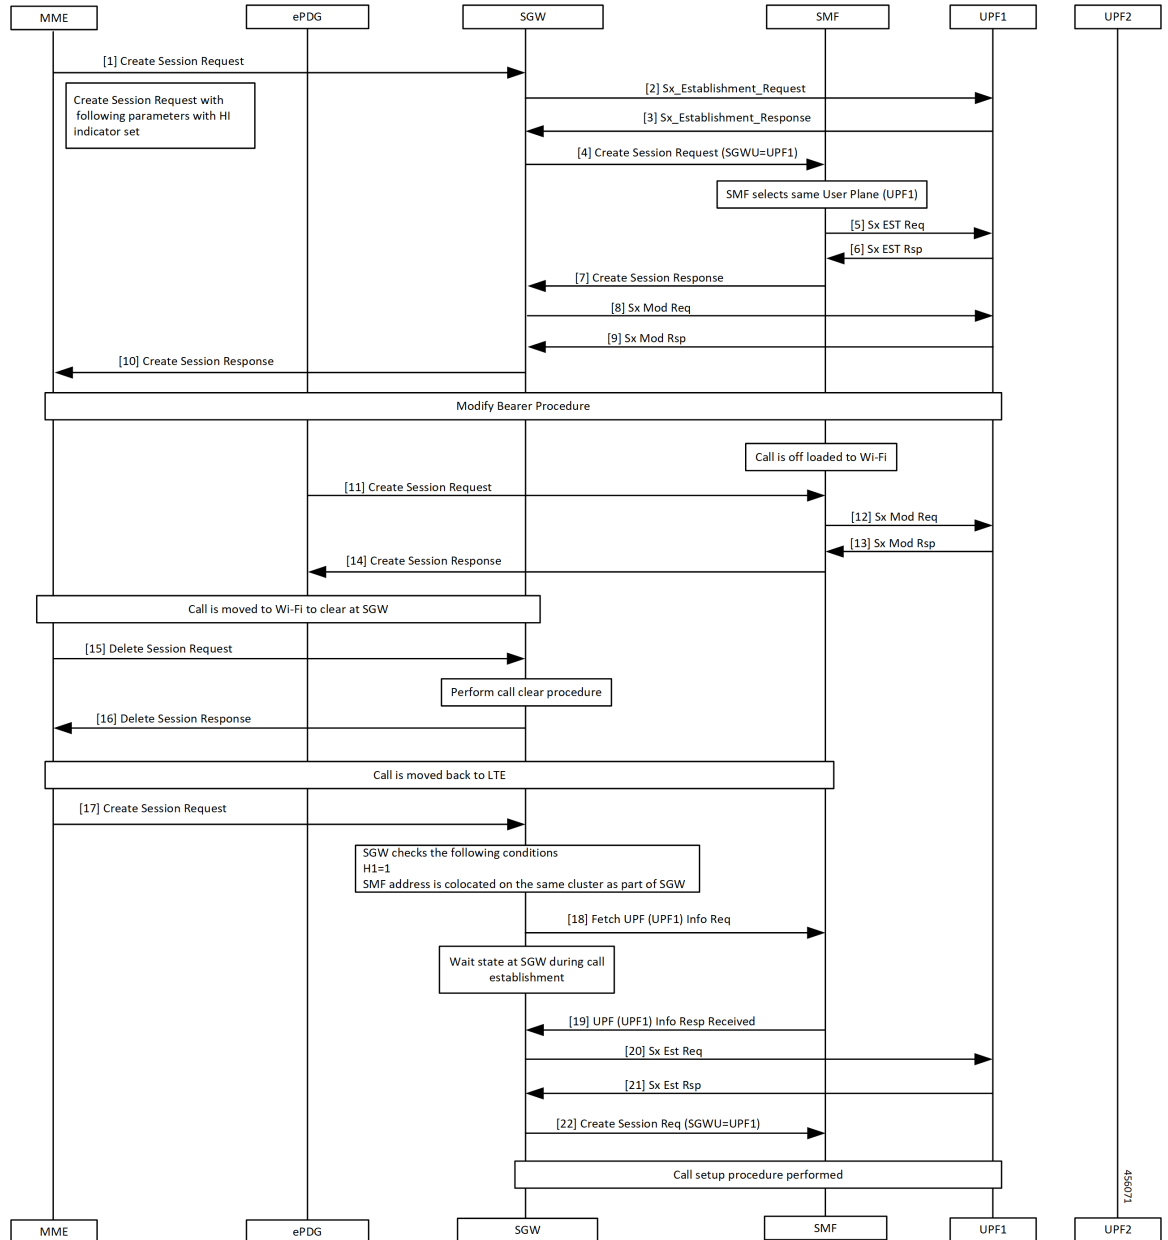 MME
ePDG
SGW
SMF
UPF1
UPF2
[1] Create Session Request
Create Session Request with
following parameters with HI
indicator set
[2] Sx_Establishment_Request
[3] Sx_Establishment_Response
[4] Create Session Request (SGWU=UPF1)
SMF selects same User Plane (UPF1)
[5] Sx EST Req
[6] Sx EST Rsp
[7] Create Session Response
[8] Sx Mod Req
[9] Sx Mod Rsp
[10] Create Session Response
Modify Bearer Procedure
Call is off loaded to Wi-Fi
[11] Create Session Request
[12] Sx Mod Req
[13] Sx Mod Rsp
[14] Create Session Response
Call is moved to Wi-Fi to clear at SGW
[15] Delete Session Request
Perform call clear procedure
[16] Delete Session Response
Call is moved back to LTE
[17] Create Session Request
SGW checks the following conditions
H1=1
SMF address is colocated on the same cluster as part of SGW
[18] Fetch UPF (UPF1) Info Req
Wait state at SGW during call
establishment
[19] UPF (UPF1) Info Resp Received
[20] Sx Est Req
[21] Sx Est Rsp
[22] Create Session Req (SGWU=UPF1)
Call setup procedure performed
456071
MME
ePDG
SGW
SMF
UPF1
UPF2